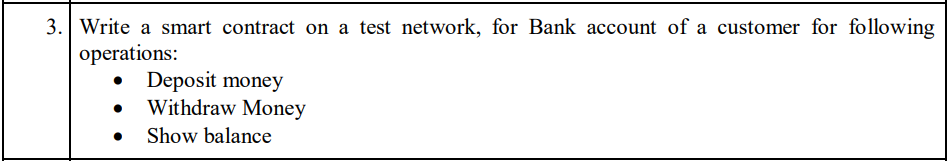 3. Write a smart contract on a test network, for Bank account of a customer for following
operations:
• Deposit money
• Withdraw Money
• Show balance